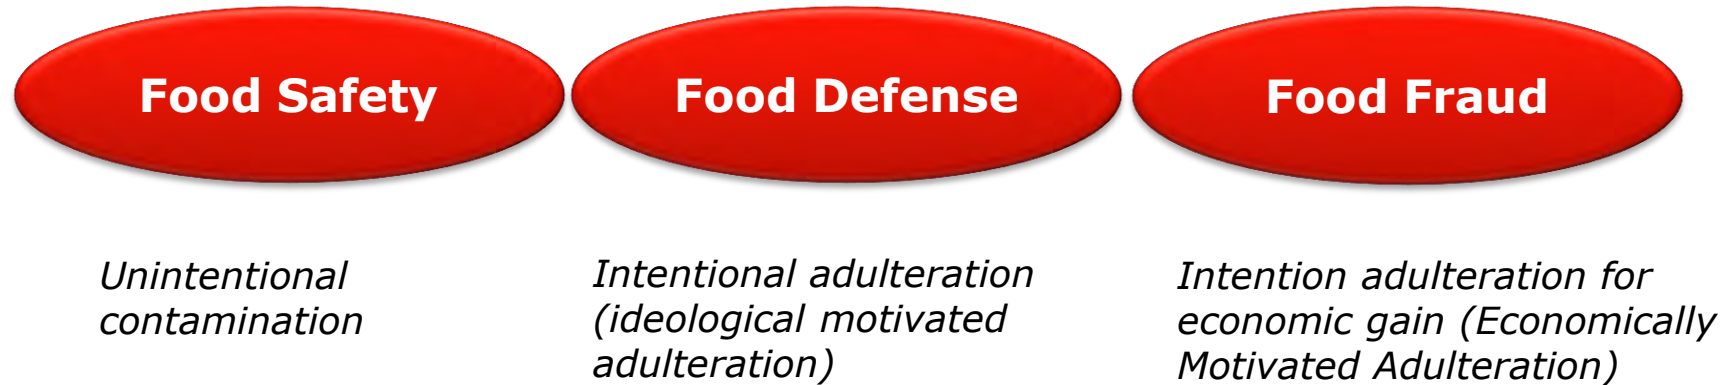 Food Safety
Food Defense
Food Fraud
Unintentional
contamination
Intentional adulteration
(ideological motivated
adulteration)
Intention adulteration for
economic gain (Economically
Motivated Adulteration)